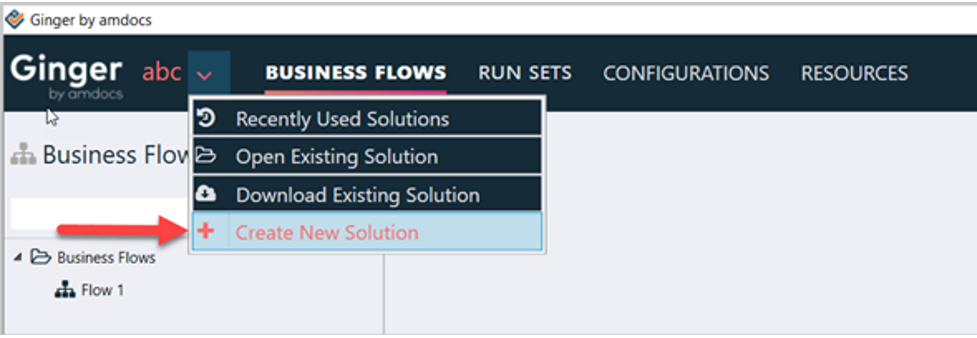 Ginger by amdocs
Ginger abc BUSINESS FLOWS RUN SETS CONFIGURATIONS RESOURCES
by amdocs
Recently Used Solutions
Business Flow
Open Existing Solution
Download Existing Solution
Create New Solution
Business Flows
Flow 1